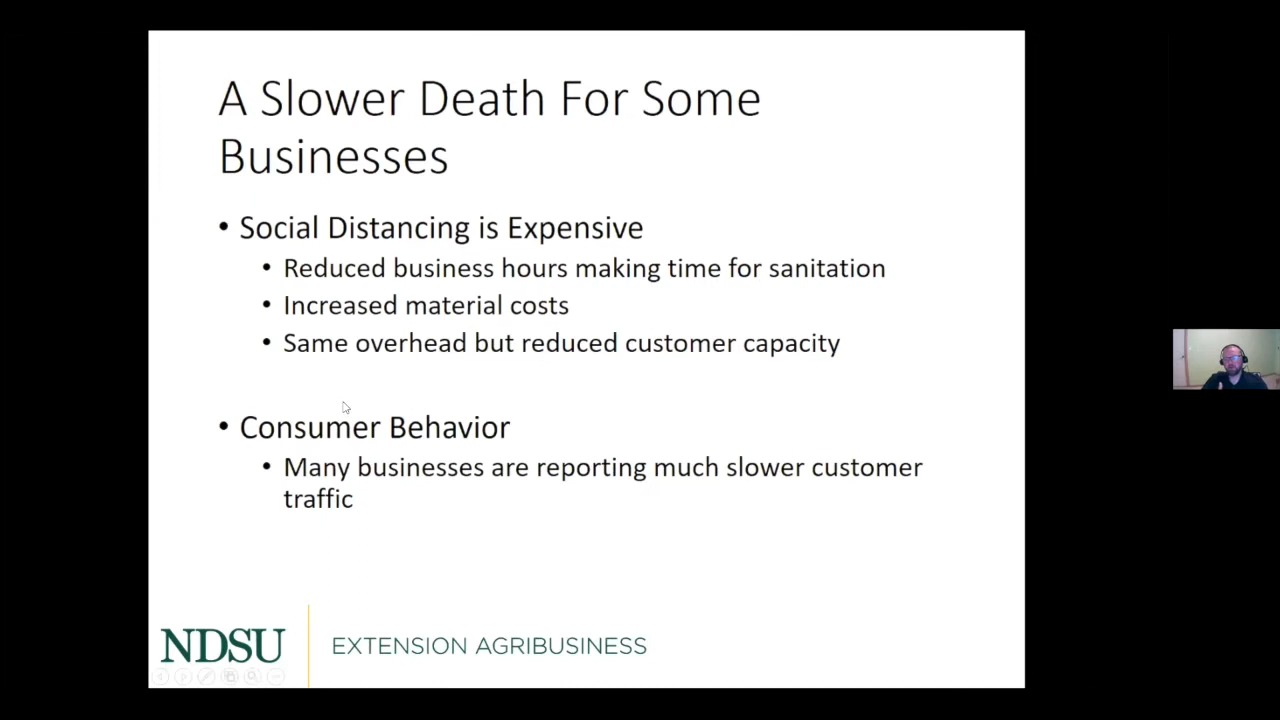 A Slower Death For Some
Businesses
• Social Distancing is Expensive
• Reduced business hours making time for sanitation
• Increased material costs
• Same overhead but reduced customer capacity
• Consumer Behavior
• Many businesses are reporting much slower customer
traffic
NDSU
EXTENSION AGRIBUSINESS